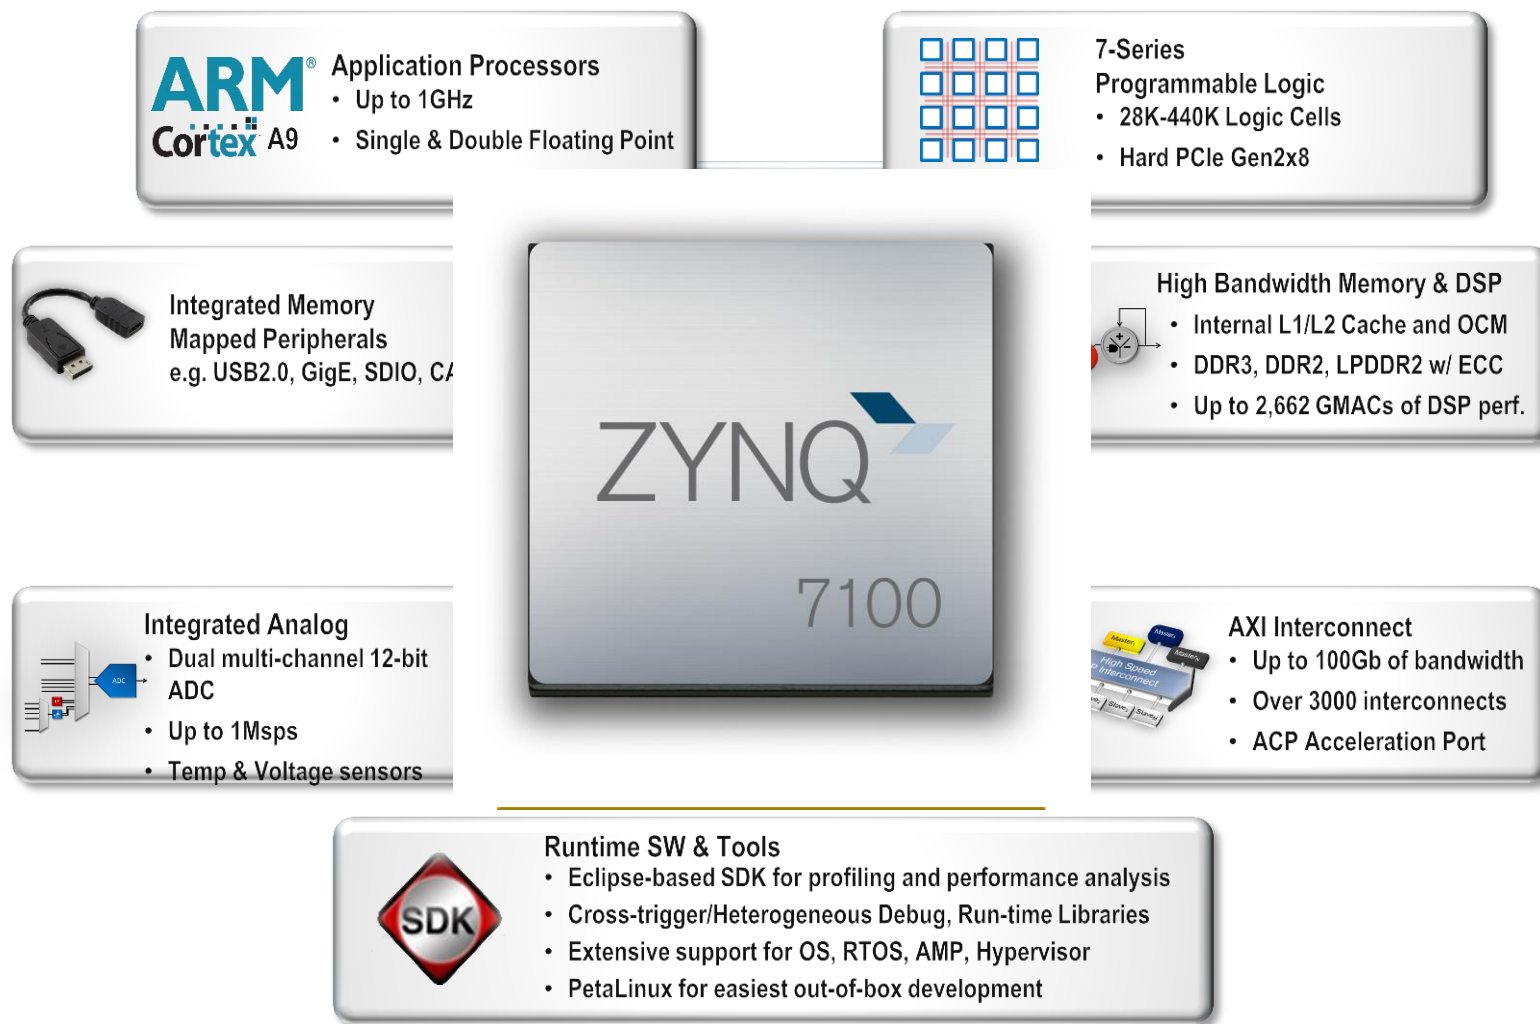 ARM®
Cortex A9
Application Processors
• Up to 1GHz
• Single & Double Floating Point
7-Series
Programmable Logic
• 28K-440K Logic Cells
• Hard PCIe Gen2x8
Integrated Memory
Mapped Peripherals
e.g. USB2.0, GigE, SDIO, CA
High Bandwidth Memory & DSP
• Internal L1/L2 Cache and OCM
• DDR3, DDR2, LPDDR2 w/ ECC
• Up to 2,662 GMACs of DSP perf.
ZYNQ
7100
Integrated Analog
• Dual multi-channel 12-bit
ADC
• Up to 1Msps
• Temp & Voltage sensors
ADC
AXI Interconnect
• Up to 100Gb of bandwidth
• Over 3000 interconnects
• ACP Acceleration Port
High Speed
Interconnect
SDK
Runtime SW & Tools
• Eclipse-based SDK for profiling and performance analysis
• Cross-trigger/Heterogeneous Debug, Run-time Libraries
• Extensive support for OS, RTOS, AMP, Hypervisor
• PetaLinux for easiest out-of-box development